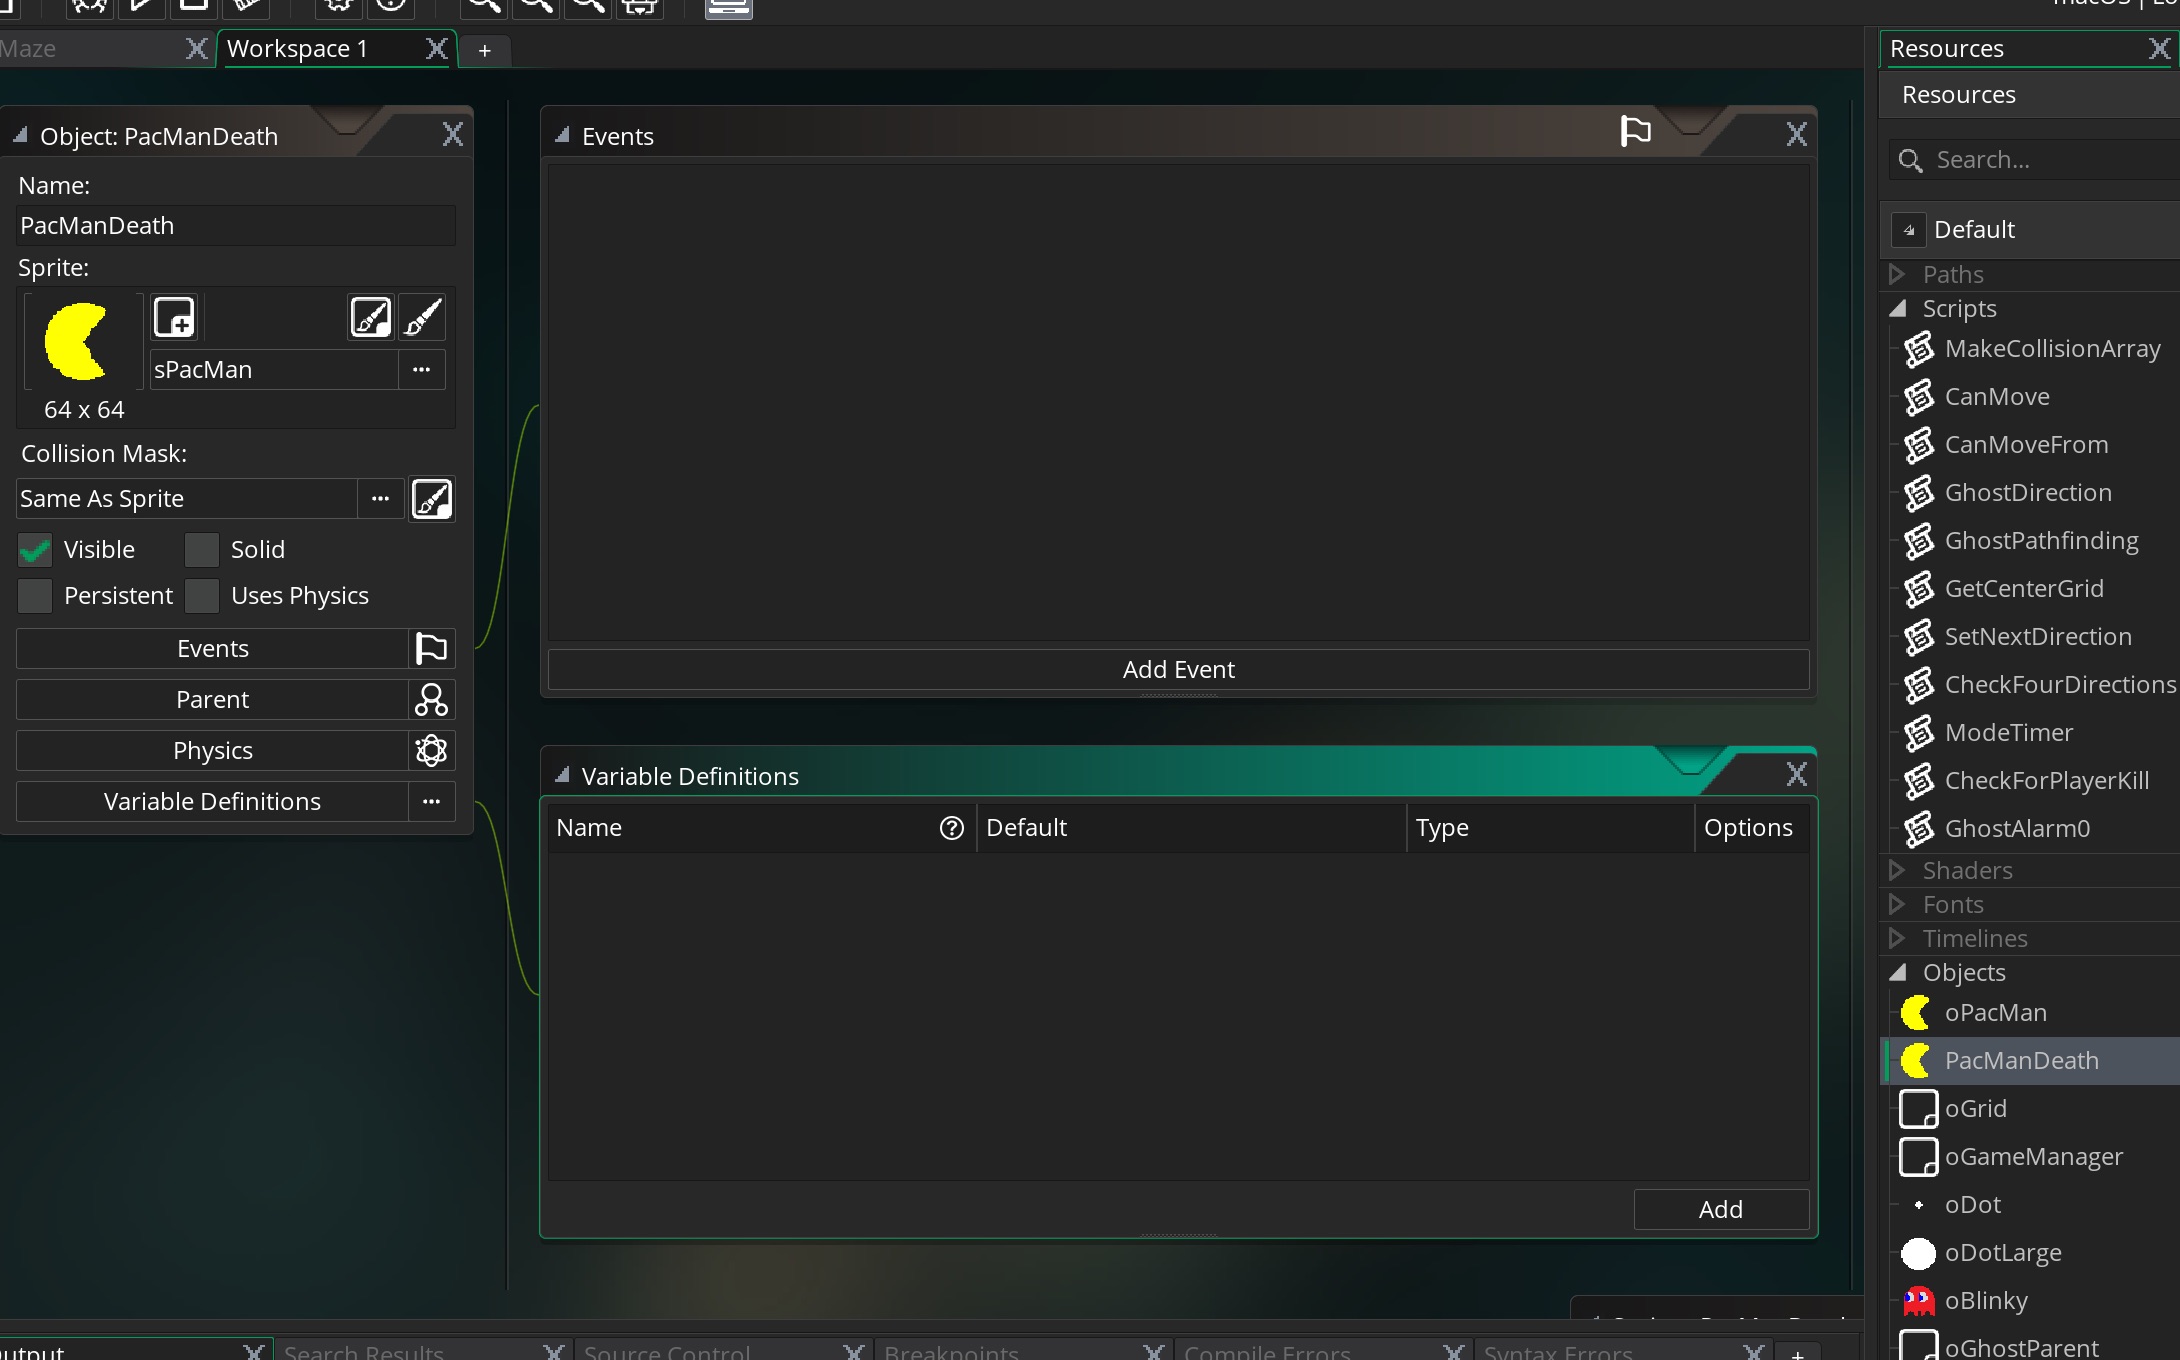 Maze
Workspace 1
+
Resources
Resources
Search...
Default
Paths
Scripts
MakeCollisionArray
CanMove
CanMoveFrom
GhostDirection
GhostPathfinding
GetCenterGrid
SetNextDirection
CheckFourDirections
ModeTimer
CheckForPlayerKill
GhostAlarm0
Shaders
Fonts
Timelines
Objects
oPacMan
PacManDeath
oGrid
oGameManager
oDot
oDotLarge
oBlinky
oGhostParent
Object: PacManDeath
Name:
PacManDeath
Sprite:
sPacMan
...
64 x 64
Collision Mask:
Same As Sprite
...
Visible
Solid
Persistent
Uses Physics
Events
Parent
Physics
Variable Definitions
...
Events
Add Event
Variable Definitions
Name
Default
Type
Options
Add
Search Results
Source Control
Breakpoints
Compile Errors
Syntax Errors
+